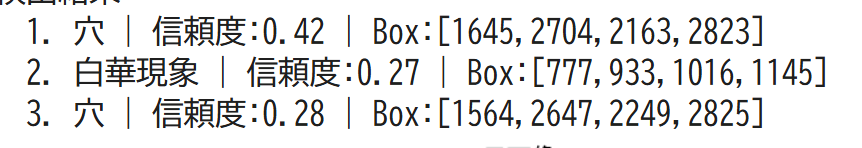 1. 穴 | 信頼度:0.42 | Box:[1645,2704,2163,2823]
2. 白華現象 | 信頼度:0.27 | Box:[777,933,1016,1145]
3. 穴 | 信頼度:0.28 | Box:[1564,2647,2249,2825]